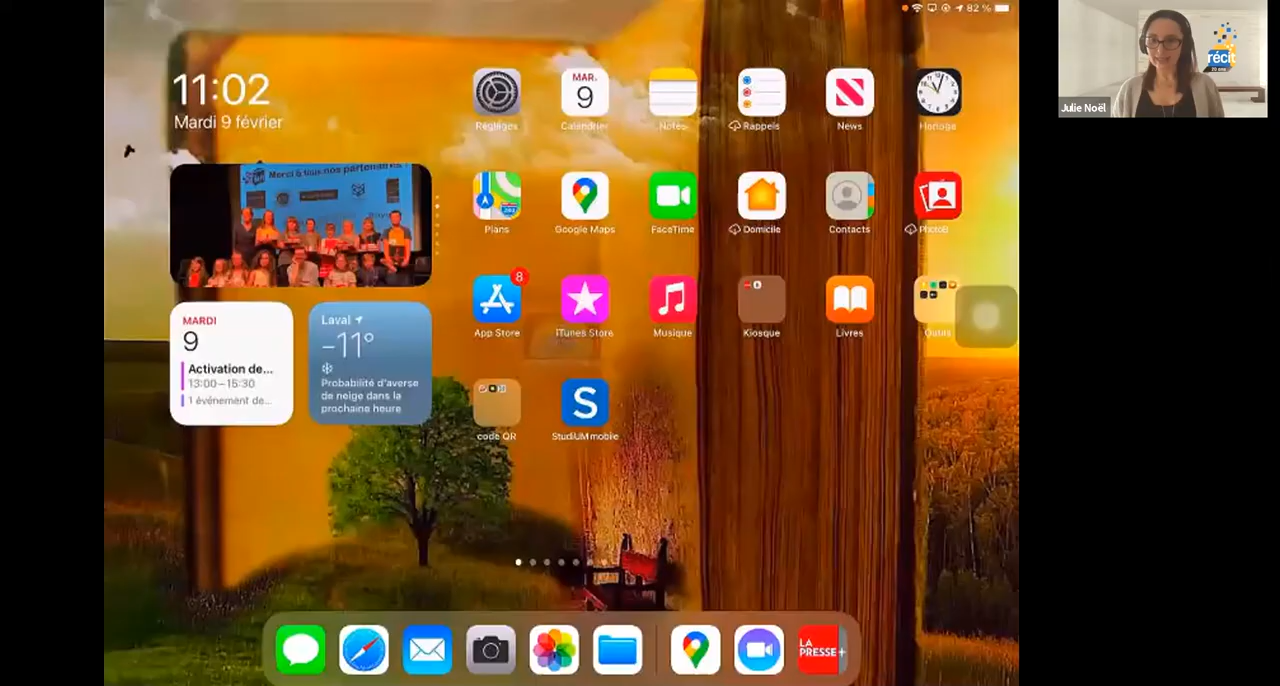 82 %
11:02
Mardi 9 février
Merci à tous nos partenaires !
MARDI
9
Activation de...
13:00–15:30
1 événement de...
Laval
-11°
Probabilité d'averse
de neige dans la
prochaine heure
MAR.
9
Réglages
Calendrier
Notes
Rappels
News
Horloge
Plans
Google Maps
FaceTime
Domicile
Contacts
PhotoB
8
App Store
iTunes Store
Musique
Kiosque
Livres
Outils
code QR
S
StudiUM mobile
LA
PRESSE+
récit
Julie Noël